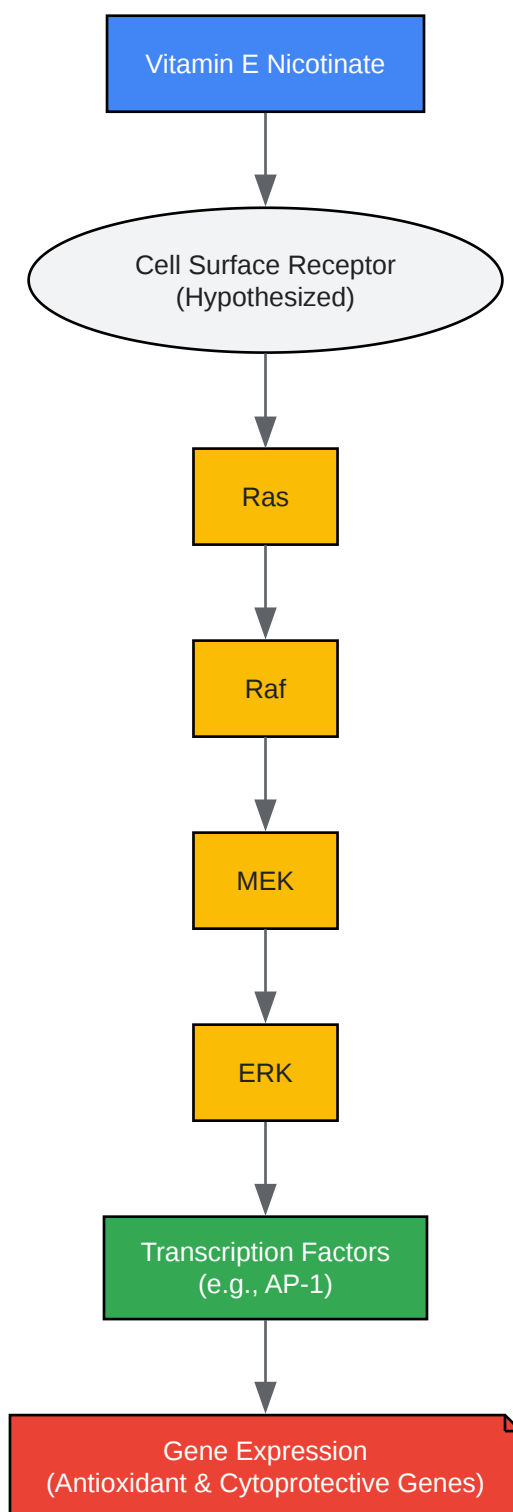 Vitamin E Nicotinate
Cell Surface Receptor
(Hypothesized)
Ras
Raf
MEK
ERK
Transcription Factors
(e.g., AP-1)
Gene Expression
(Antioxidant & Cytoprotective Genes)